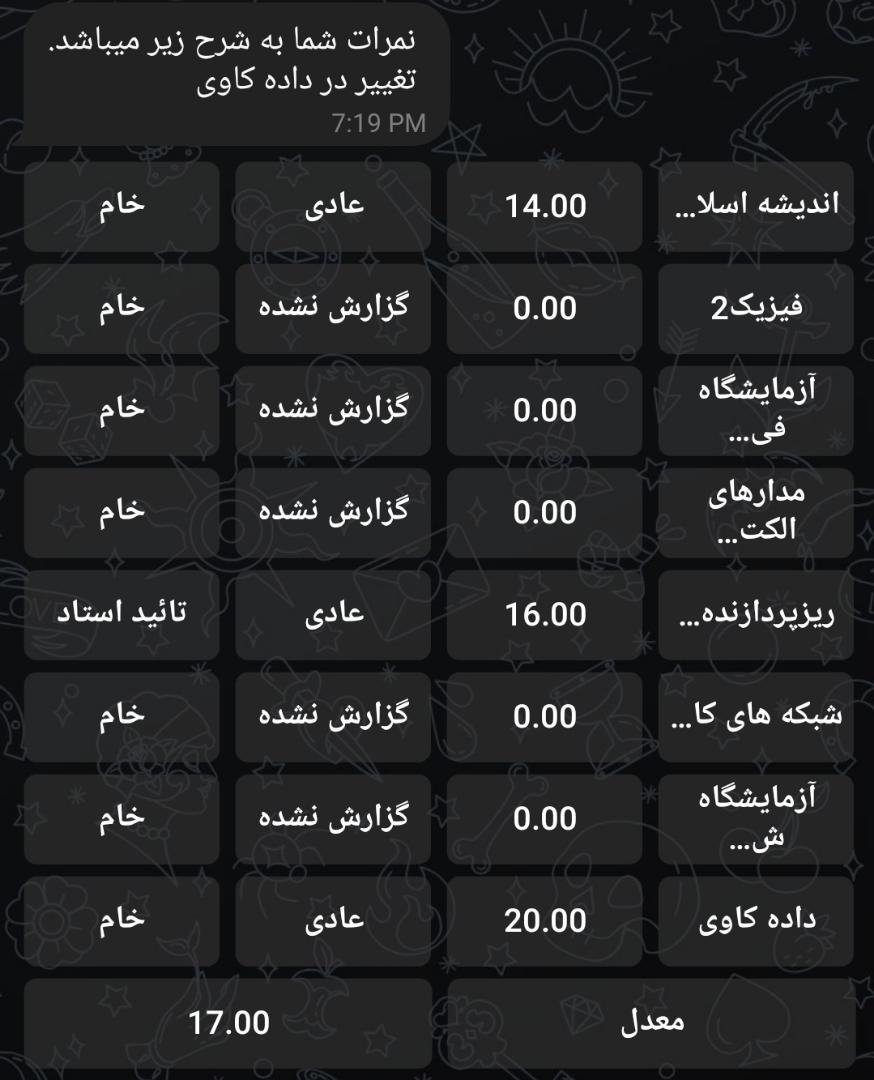 نمرات شما به شرح زیر میباشد.
تغییر در داده کاوی
7:19 PM
اندیشه اسلا... 14.00 عادی خام
فیزیک2 0.00 گزارش نشده خام
آزمایشگاه
فی... 0.00 گزارش نشده خام
مدارهای
الکت... 0.00 گزارش نشده خام
ریزپردازنده... 16.00 عادی تائید استاد
شبکه های کا... 0.00 گزارش نشده خام
آزمایشگاه
ش... 0.00 گزارش نشده خام
داده کاوی 20.00 عادی خام
معدل 17.00